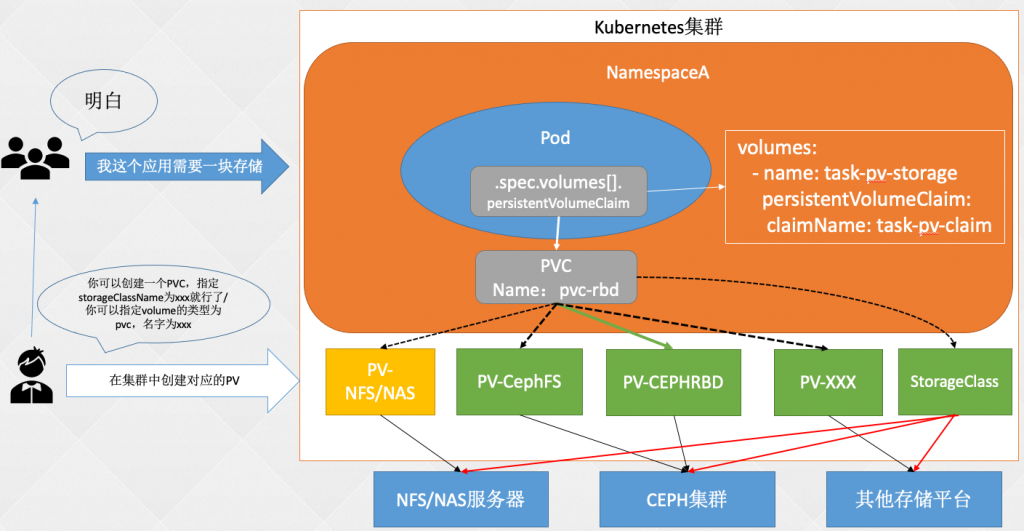 Kubernetes集群
NamespaceA
明白
我这个应用需要一块存储
Pod
.spec.volumes[].
persistentVolumeClaim
volumes:
- name: task-pv-storage
persistentVolumeClaim:
claimName: task-pv-claim
PVC
Name：pvc-rbd
你可以创建一个PVC，指定
storageClassName为xxx就行了/
你可以指定volume的类型为
pvc，名字为xxx
在集群中创建对应的PV
PV-
NFS/NAS
PV-CephFS
PV-CEPHRBD
PV-XXX
StorageClass
NFS/NAS服务器
CEPH集群
其他存储平台